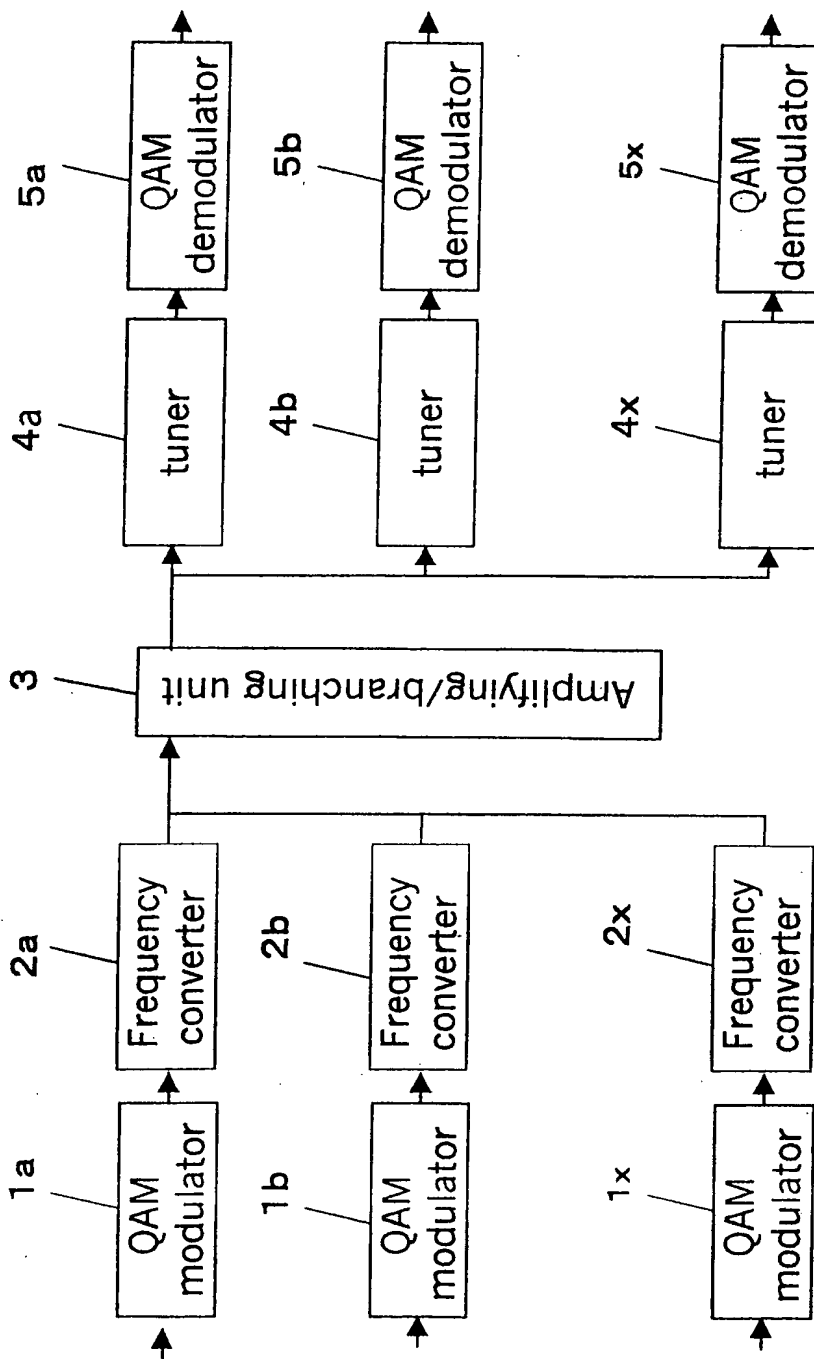 1a
QAM
modulator
2a
Frequency
converter
3
Amplifying/branching unit
4a
tuner
5a
QAM
demodulator
1b
QAM
modulator
2b
Frequency
converter
4b
tuner
5b
QAM
demodulator
1x
QAM
modulator
2x
Frequency
converter
4x
tuner
5x
QAM
demodulator